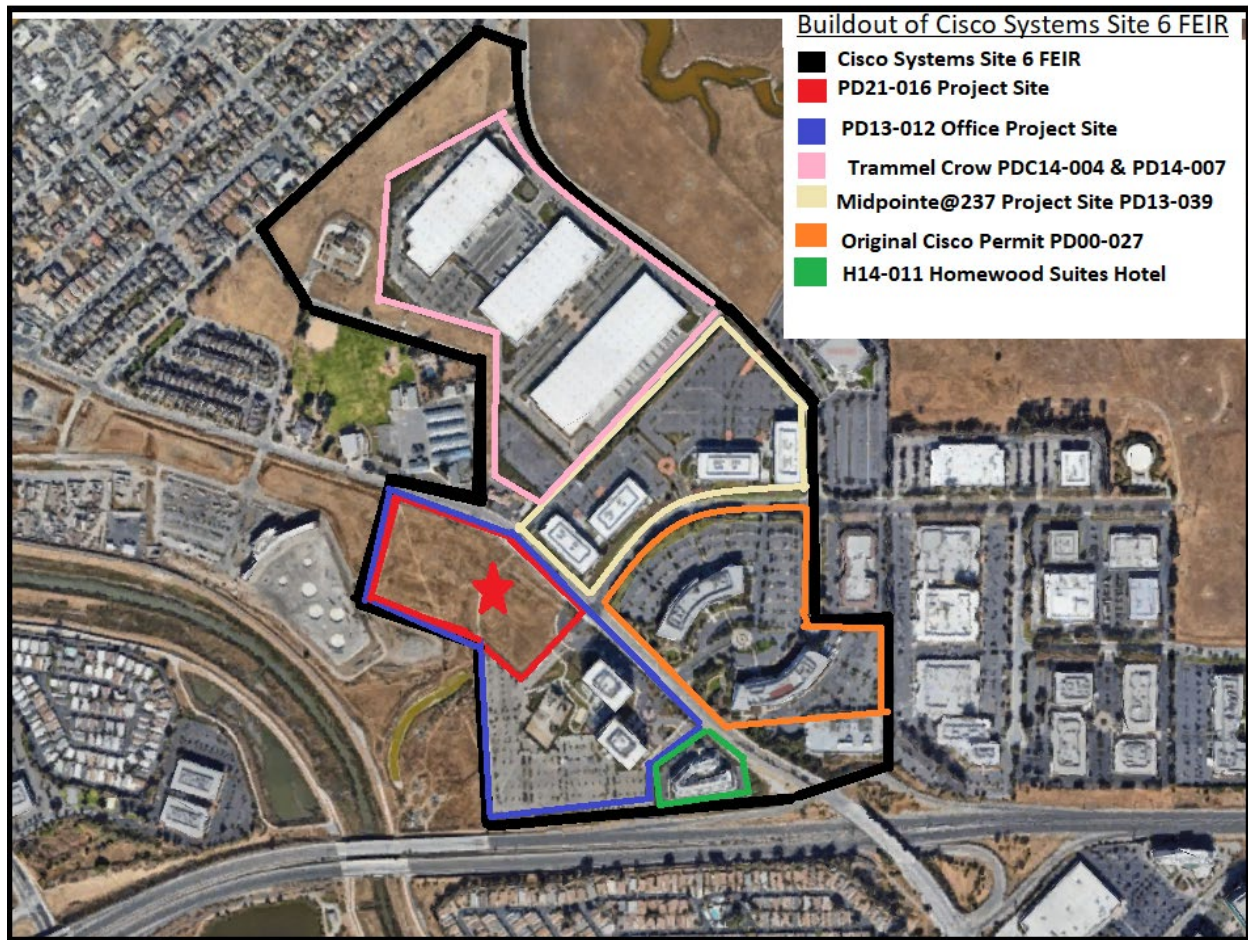 Buildout of Cisco Systems Site 6 FEIR
Cisco Systems Site 6 FEIR
PD21-016 Project Site
PD13-012 Office Project Site
Trammel Crow PDC14-004 & PD14-007
Midpointe@237 Project Site PD13-039
Original Cisco Permit PD00-027
H14-011 Homewood Suites Hotel